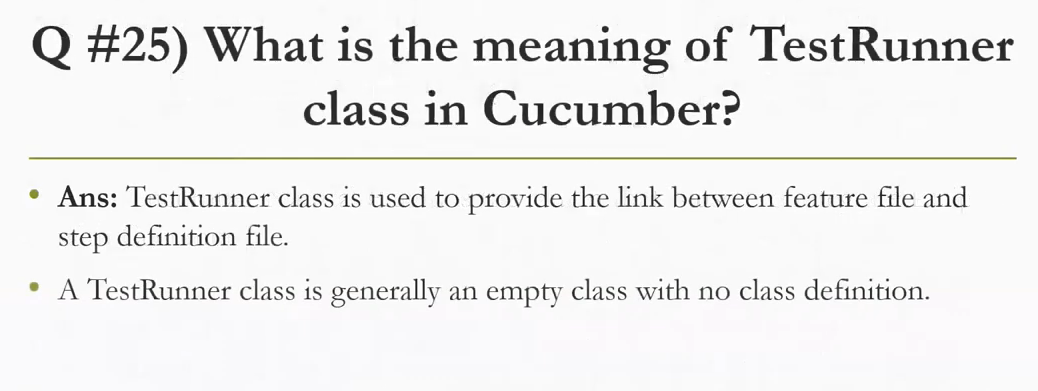 Q #25) What is the meaning of TestRunner
class in Cucumber?
• Ans: TestRunner class is used to provide the link between feature file and
step definition file.
• A TestRunner class is generally an empty class with no class definition.